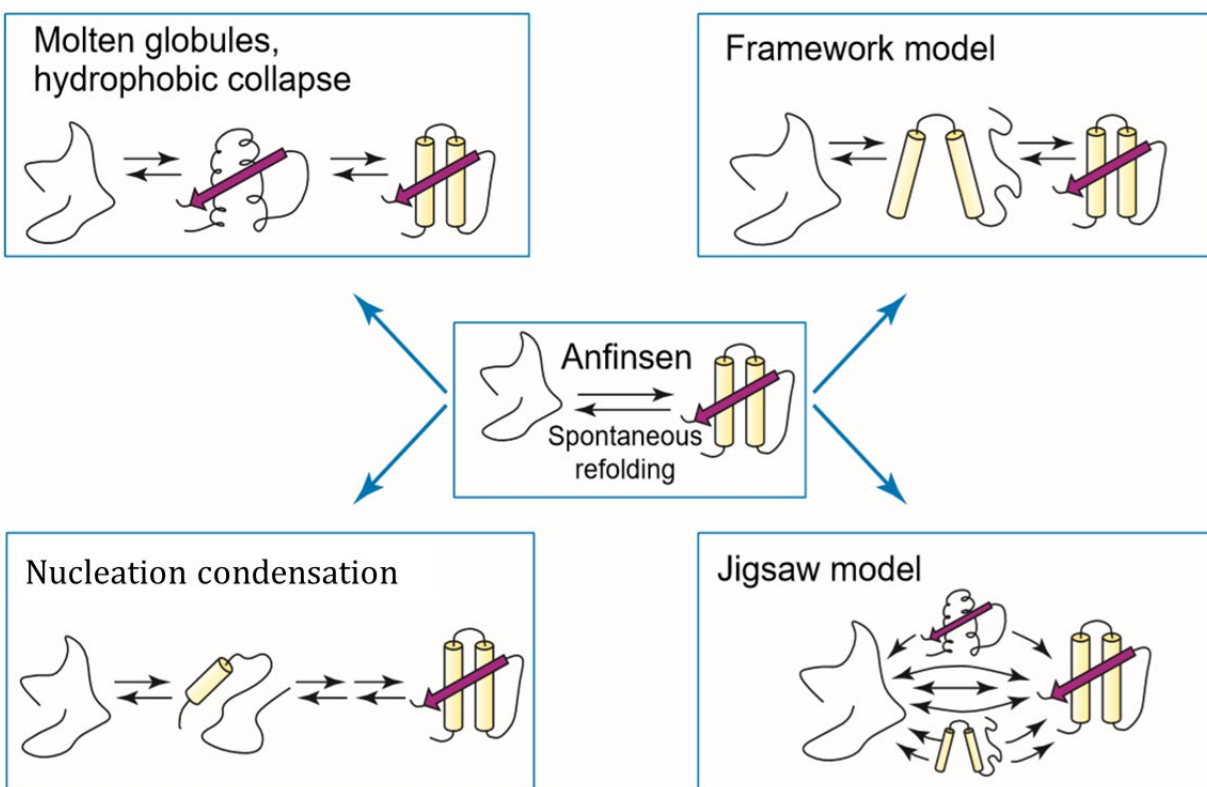 Molten globules,
hydrophobic collapse
Framework model
Anfinsen
Spontaneous
refolding
Nucleation condensation
Jigsaw model